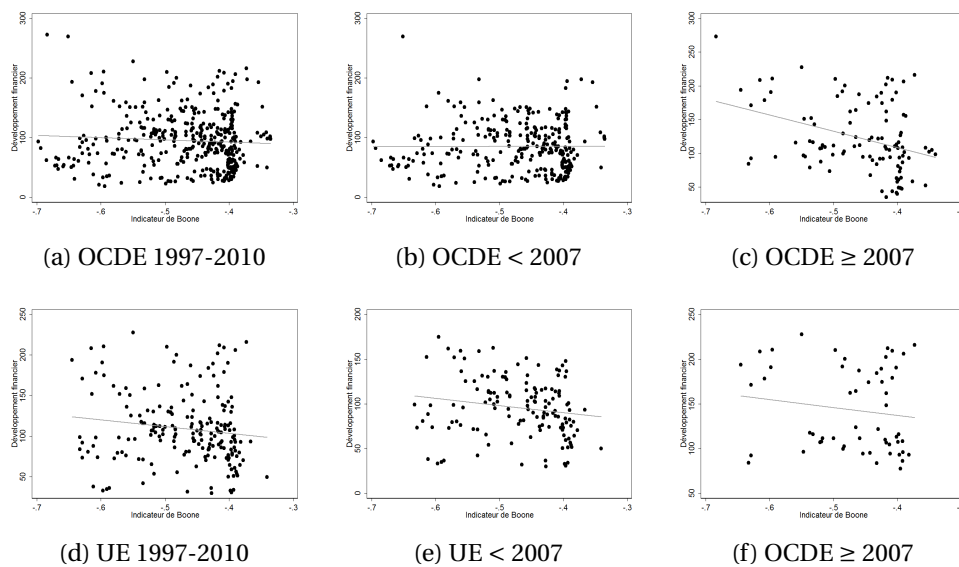 Développement financier
300
200
100
0
-.7 -.6 -.5 -.4 -.3
Indicateur de Boone
(a) OCDE 1997-2010
Développement financier
300
200
100
0
-.7 -.6 -.5 -.4 -.3
Indicateur de Boone
(b) OCDE < 2007
Développement financier
300
250
200
150
100
50
-.7 -.6 -.5 -.4 -.3
Indicateur de Boone
(c) OCDE ≥ 2007
Développement financier
250
200
150
100
50
-.7 -.6 -.5 -.4 -.3
Indicateur de Boone
(d) UE 1997-2010
Développement financier
200
150
100
50
0
-.7 -.6 -.5 -.4 -.3
Indicateur de Boone
(e) UE < 2007
Développement financier
250
200
150
100
50
-.7 -.6 -.5 -.4 -.3
Indicateur de Boone
(f) OCDE ≥ 2007